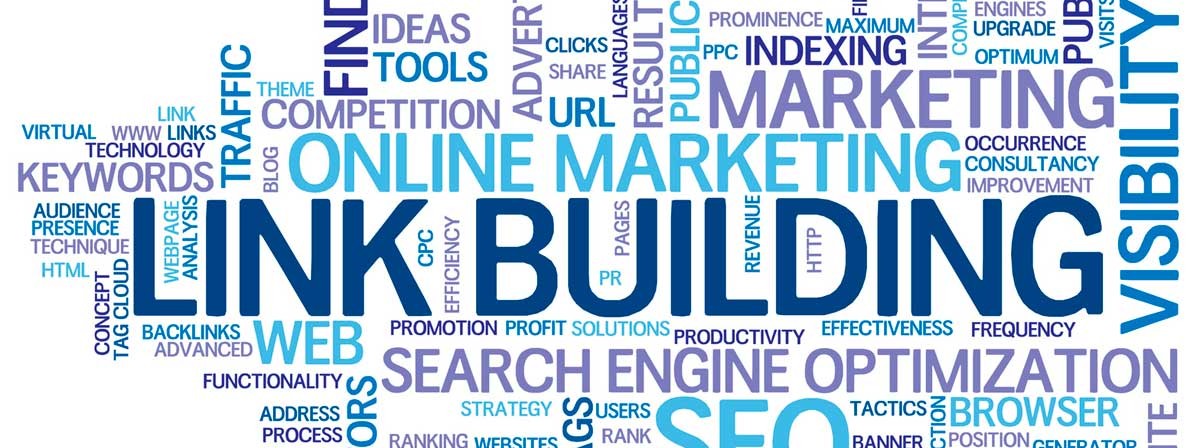 FIND
IDEAS
TOOLS
CLICKS
SHARE
LANGUAGES
PUBLIC
PROMINENCE
MAXIMUM
PPC
INDEXING
ENGINES
UPGRADE
OPTIMUM
VISITS
VISIBILITY
TRAFFIC
THEME
COMPETITION
URL
MARKETING
LINK
VIRTUAL
WWW
LINKS
TECHNOLOGY
KEYWORDS
BLOG
ONLINE MARKETING
OCCURRENCE
CONSULTANCY
IMPROVEMENT
AUDIENCE
PRESENCE
TECHNIQUE
HTML
WEBPAGE
ANALYSIS
LINK BUILDING
CPC
EFFICIENCY
PAGES
PR
REVENUE
HTTP
CONCEPT
TAG CLOUD
BACKLINKS
ADVANCED
WEB
PROMOTION
PROFIT
SOLUTIONS
PRODUCTIVITY
EFFECTIVENESS
FREQUENCY
FUNCTIONALITY
SEARCH ENGINE OPTIMIZATION
ADDRESS
PROCESS
ORS
STRATEGY
USERS
SEO
TACTICS
BROWSER
RANKING
WEBSITES
RANK
BANNER
POSITION
GENERATOR